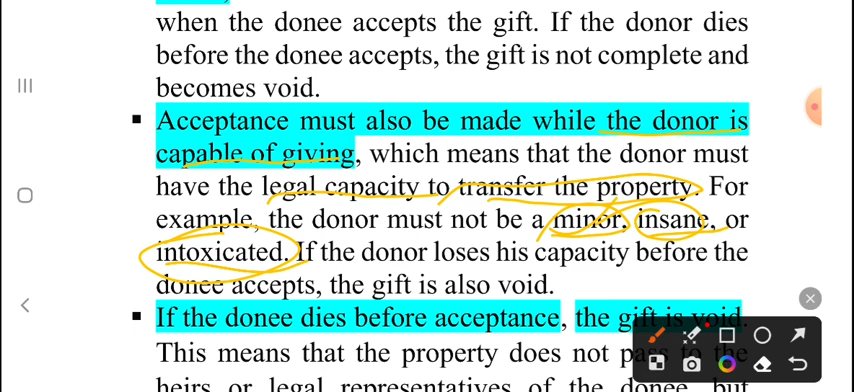 when the donee accepts the gift. If the donor dies
before the donee accepts, the gift is not complete and
becomes void.
▪ Acceptance must also be made while the donor is
capable of giving, which means that the donor must
have the legal capacity to transfer the property. For
example, the donor must not be a minor, insane, or
intoxicated. If the donor loses his capacity before the
donee accepts, the gift is also void.
▪ If the donee dies before acceptance, the gift is void.
This means that the property does not pass to the
heirs or legal representatives of the donee, but